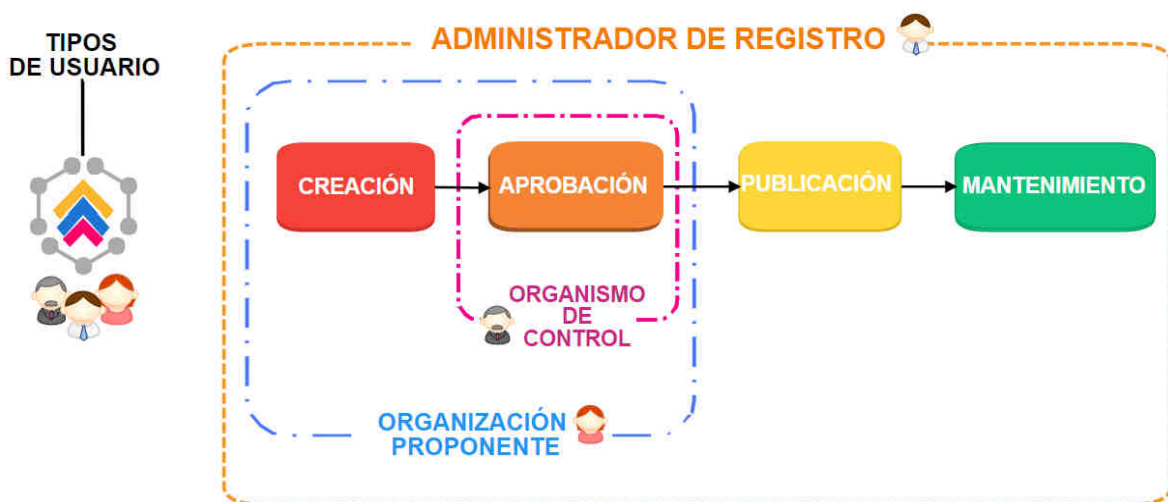 TIPOS
DE USUARIO
ADMINISTRADOR DE REGISTRO
CREACIÓN
APROBACIÓN
PUBLICACIÓN
MANTENIMIENTO
ORGANISMO
DE
CONTROL
ORGANIZACIÓN
PROPONENTE